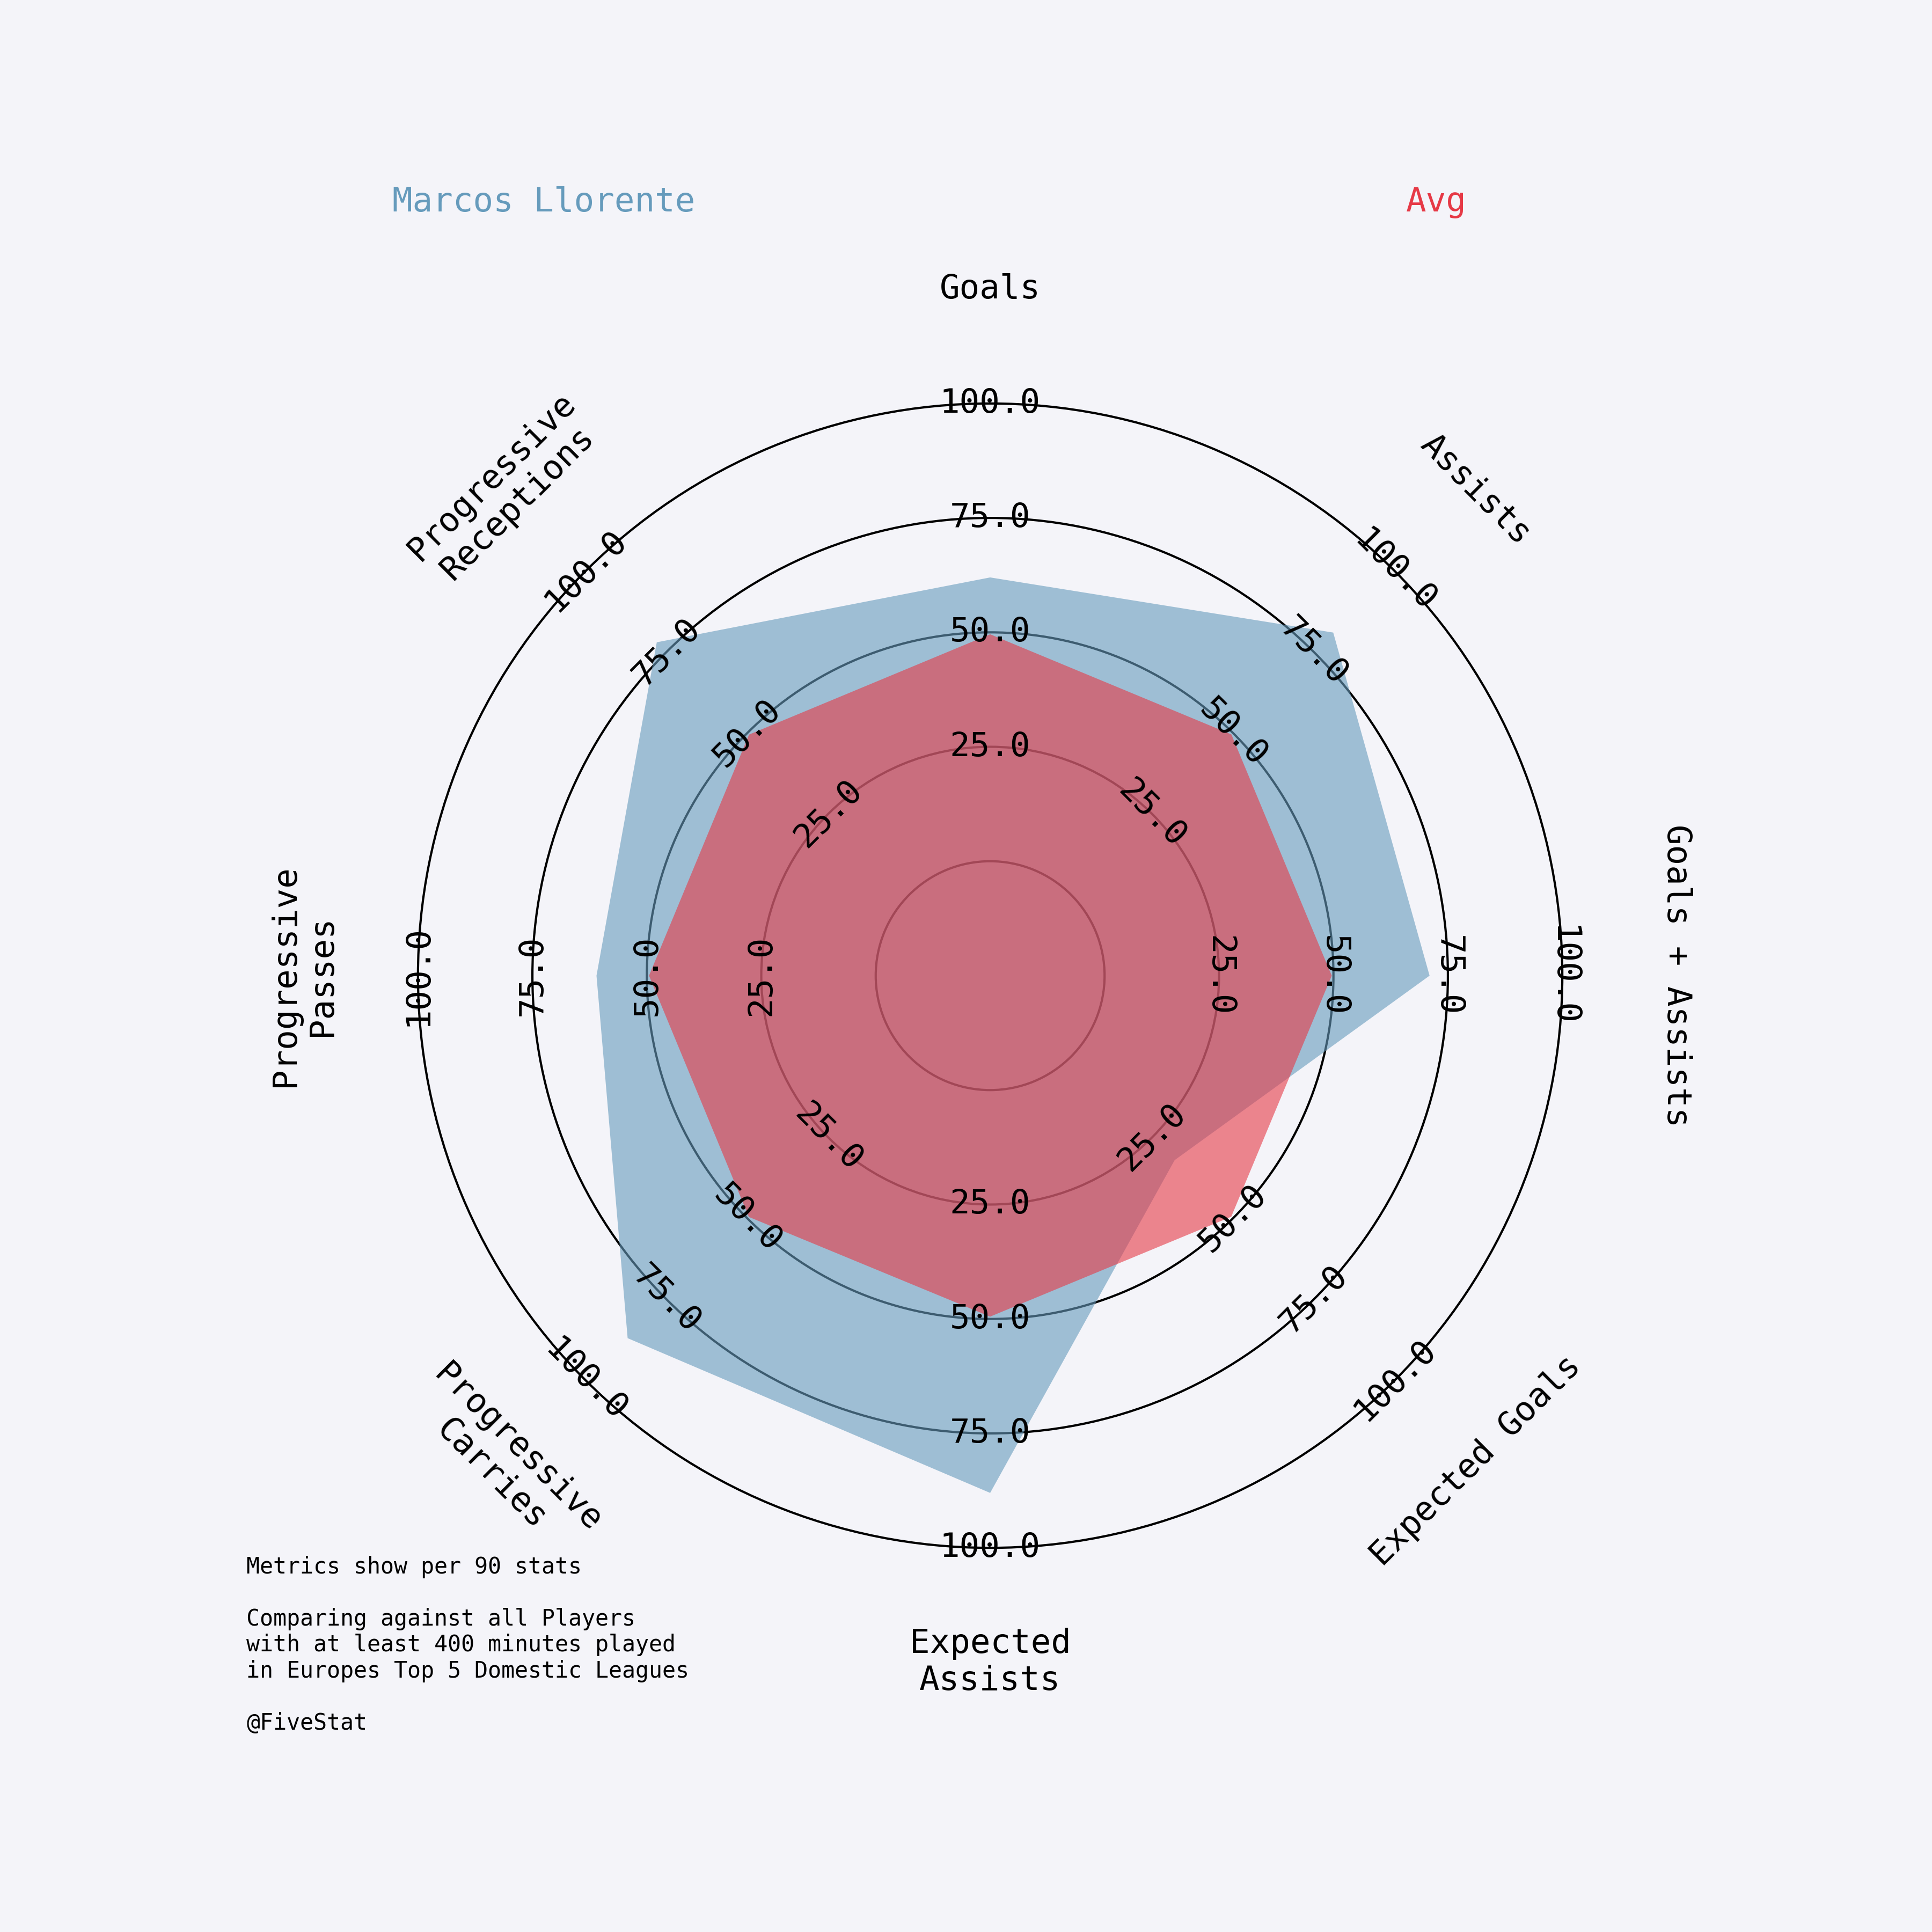 Marcos Llorente
Avg
Goals
Assists
Goals + Assists
Expected Goals
Expected
Assists
Progressive
Carries
Progressive
Passes
Progressive
Receptions
25.0
50.0
75.0
100.0
25.0
50.0
75.0
100.0
25.0
50.0
75.0
100.0
25.0
50.0
75.0
100.0
25.0
50.0
75.0
100.0
25.0
50.0
75.0
100.0
25.0
50.0
75.0
100.0
25.0
50.0
75.0
100.0
Metrics show per 90 stats
Comparing against all Players
with at least 400 minutes played
in Europes Top 5 Domestic Leagues
@FiveStat